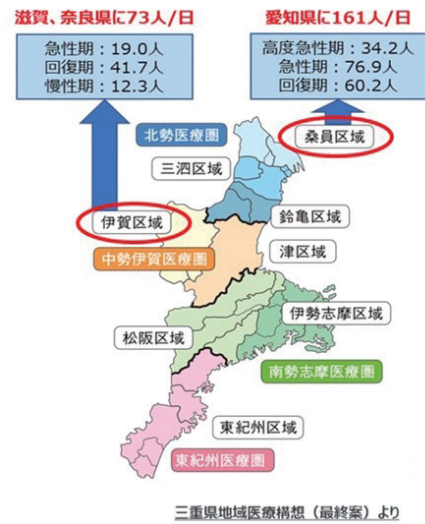 滋賀、奈良県に73人/日
急性期：19.0人
回復期：41.7人
慢性期：12.3人
愛知県に161人/日
高度急性期：34.2人
急性期：76.9人
回復期：60.2人
北勢医療圏
桑員区域
三泗区域
伊賀区域
鈴亀区域
中勢伊賀医療圏
津区域
伊勢志摩区域
松阪区域
南勢志摩医療圏
東紀州区域
東紀州医療圏
三重県地域医療構想（最終案）より